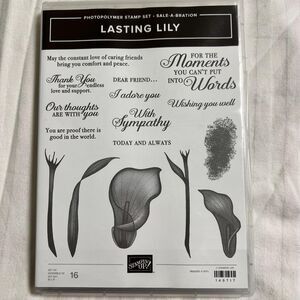 PHOTOPOLYMER STAMP SET • SALE-A-BRATION
LASTING LILY
May the constant love of caring friends
bring you comfort and peace.
FOR THE
Moments
YOU CAN'T PUT
INTO Words
Thank You
for your endless
love and support.
DEAR FRIEND…
I adore you
Wishing you well
Our thoughts
ARE WITH you
With
Sympathy
You are proof there is
good in the world.
TODAY AND ALWAYS
16
STAMPIN' UP!
148717